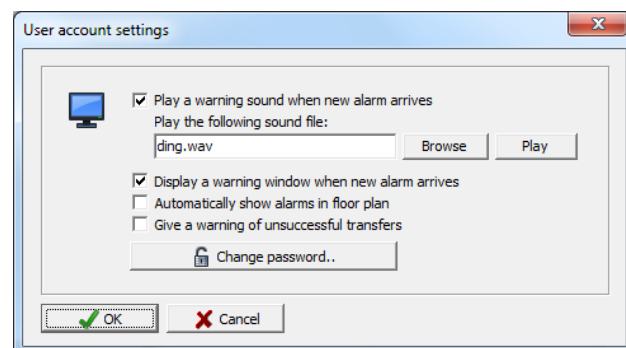 User account settings
Play a warning sound when new alarm arrives
Play the following sound file:
ding.wav Browse Play
Display a warning window when new alarm arrives
Automatically show alarms in floor plan
Give a warning of unsuccessful transfers
Change password..
OK Cancel